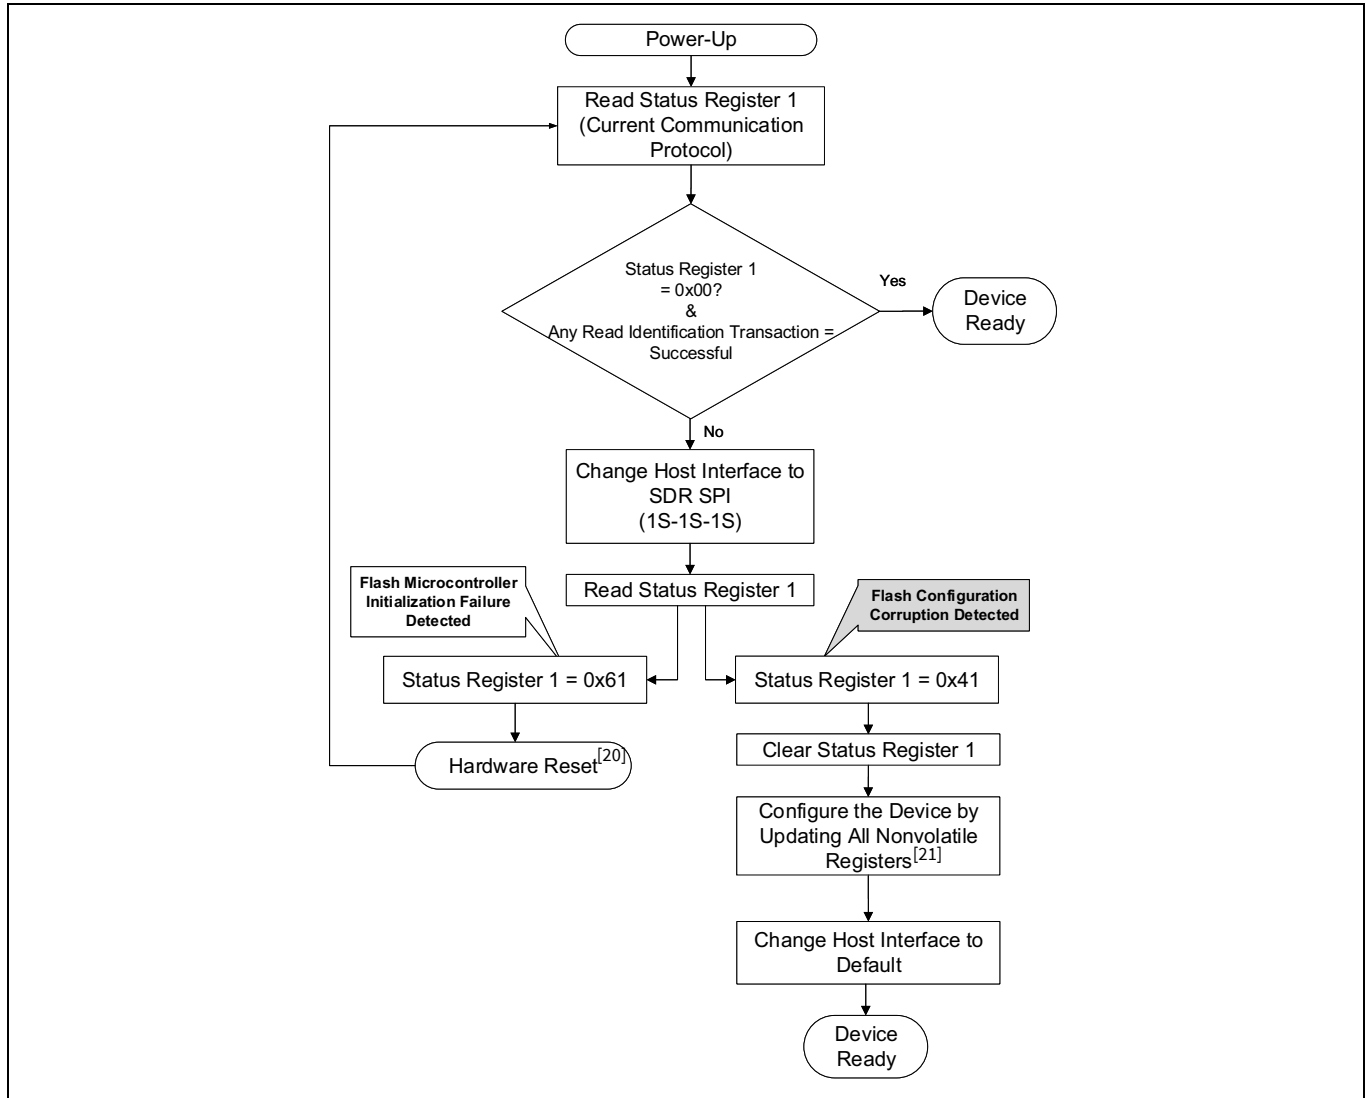 Power-Up
Read Status Register 1
(Current Communication
Protocol)
Status Register 1
= 0x00?
&
Any Read Identification Transaction =
Successful
Yes
Device
Ready
No
Change Host Interface to
SDR SPI
(1S-1S-1S)
Read Status Register 1
Flash Microcontroller
Initialization Failure
Detected
Flash Configuration
Corruption Detected
Status Register 1 = 0x61
Status Register 1 = 0x41
Hardware Reset[20]
Clear Status Register 1
Configure the Device by
Updating All Nonvolatile
Registers[21]
Change Host Interface to
Default
Device
Ready